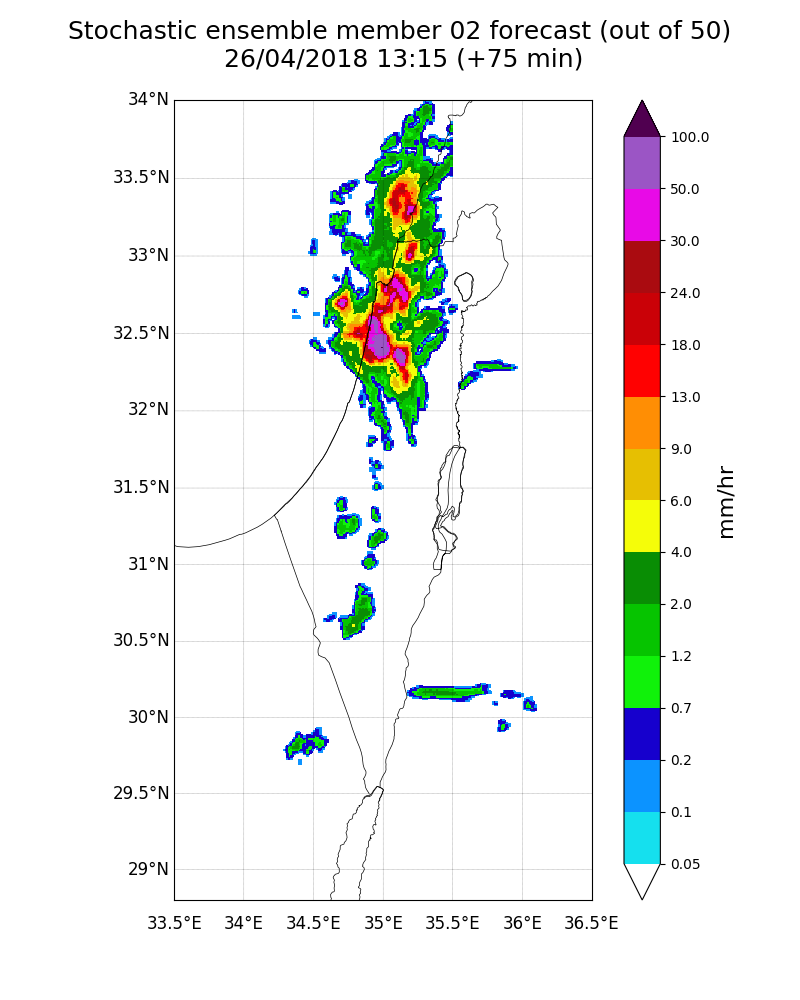 Stochastic ensemble member 02 forecast (out of 50)
26/04/2018 13:15 (+75 min)
34°N
33.5°N
33°N
32.5°N
32°N
31.5°N
31°N
30.5°N
30°N
29.5°N
29°N
33.5°E 34°E 34.5°E 35°E 35.5°E 36°E 36.5°E
100.0
50.0
30.0
24.0
18.0
13.0
9.0
6.0
4.0
2.0
1.2
0.7
0.2
0.1
0.05
mm/hr